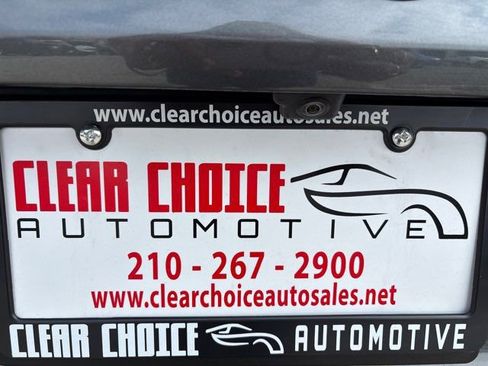 www.clearchoiceautosales.net
CLEAR CHOICE
AUTOMOTIVE
210 - 267 - 2900
www.clearchoiceautosales.net
CLEAR CHOICE AUTOMOTIVE